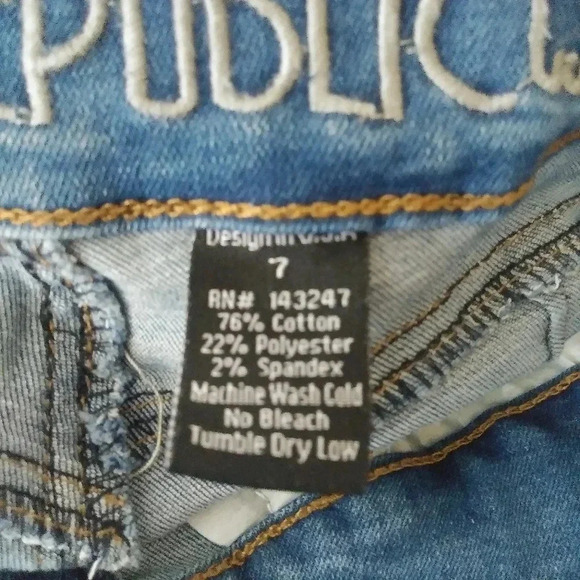 PUBLIC
Design in U.S.A
7
RN# 143247
76% Cotton
22% Polyester
2% Spandex
Machine Wash Cold
No Bleach
Tumble Dry Low